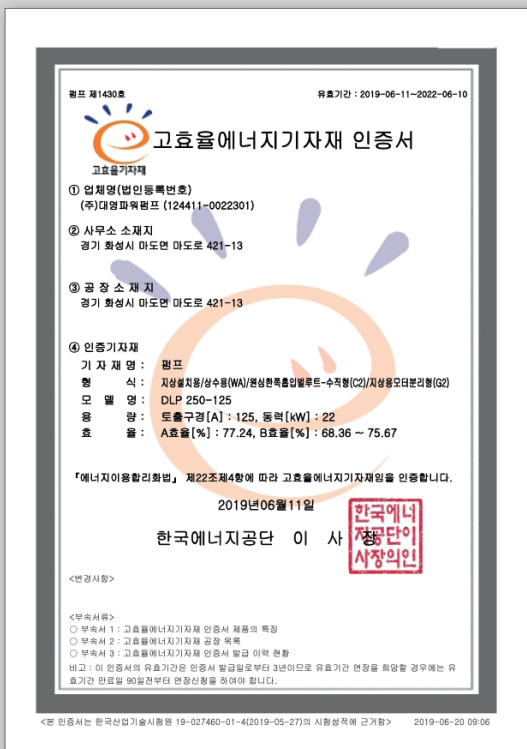 펌프 제1430호 유효기간 : 2019-06-11~2022-06-10
고효율에너지기자재 인증서
고효율기자재
① 업체명(법인등록번호)
(주)대영파워펌프 (124411-0022301)
② 사무소 소재지
경기 화성시 마도면 마도로 421-13
③ 공 장 소 재 지
경기 화성시 마도면 마도로 421-13
④ 인증기자재
기 자 재 명 : 펌프
형 식 : 지상설치용/상수용(WA)/원심한쪽흡입벌루트-수직형(C2)/지상용모터분리형(G2)
모 델 명 : DLP 250-125
용 량 : 토출구경[A] : 125, 동력[kW] : 22
효 율 : A효율[%] : 77.24, B효율[%] : 68.36 ~ 75.67
『에너지이용합리화법』 제22조제4항에 따라 고효율에너지기자재임을 인증합니다.
2019년06월11일
한국에너지공단 이 사 장
한국에너
지공단이
사장의인
<변경사항>
<부속서류>
○ 부속서 1 : 고효율에너지기자재 인증서 제품의 특징
○ 부속서 2 : 고효율에너지기자재 공장 목록
○ 부속서 3 : 고효율에너지기자재 인증서 발급 이력 현황
비고 : 이 인증서의 유효기간은 인증서 발급일로부터 3년이므로 유효기간 연장을 희망할 경우에는 유
효기간 만료일 90일전부터 연장신청을 하여야 합니다.
<본 인증서는 한국산업기술시험원 19-027460-01-4(2019-05-27)의 시험성적에 근거함> 2019-06-20 09:06